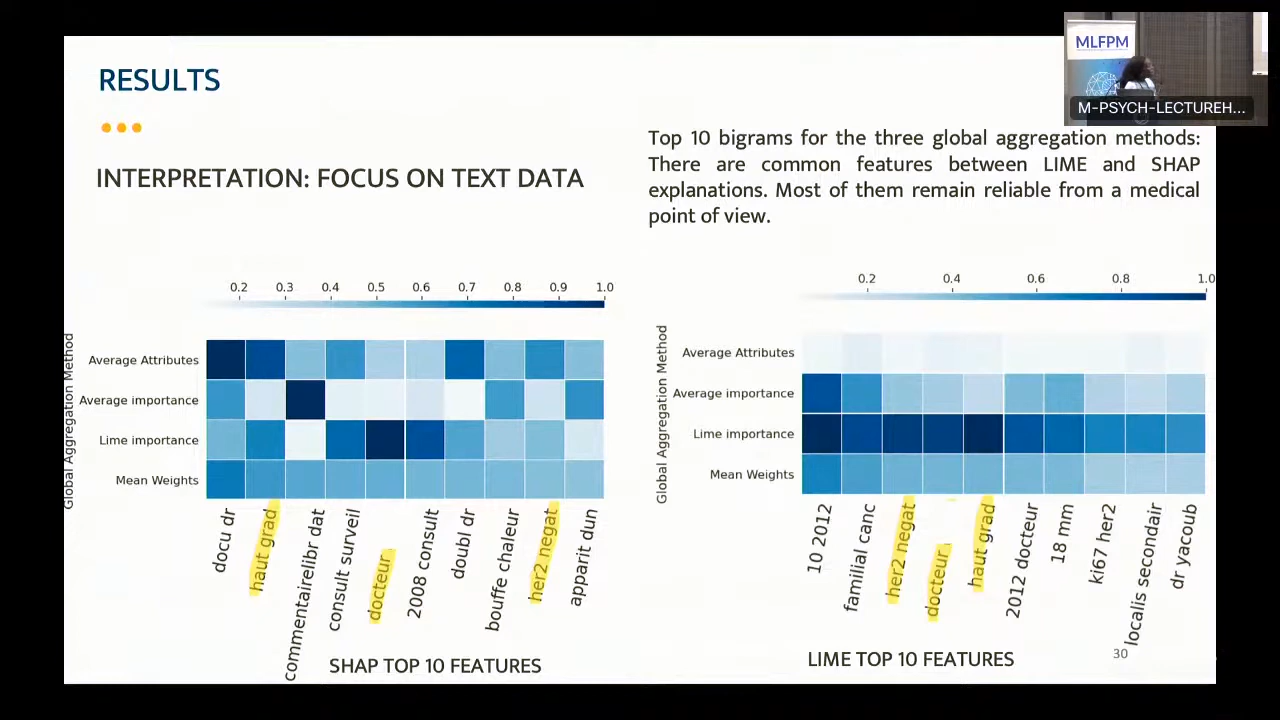 RESULTS
MLFPM
M-PSYCH-LECTUREH...
INTERPRETATION: FOCUS ON TEXT DATA
Top 10 bigrams for the three global aggregation methods:
There are common features between LIME and SHAP
explanations. Most of them remain reliable from a medical
point of view.
0.2 0.3 0.4 0.5 0.6 0.7 0.8 0.9 1.0
Global Aggregation Method
Average Attributes
Average importance
Lime importance
Mean Weights
docu dr
haut grad
commentairelibr dat
consult surveil
docteur
2008 consult
doubl dr
bouffe chaleur
her2 negat
apparit dun
SHAP TOP 10 FEATURES
0.2 0.4 0.6 0.8 1.0
Global Aggregation Method
Average Attributes
Average importance
Lime importance
Mean Weights
10 2012
familial canc
her2 negat
docteur
haut grad
2012 docteur
18 mm
ki67 her2
localis secondair
dr yacoub
LIME TOP 10 FEATURES
30